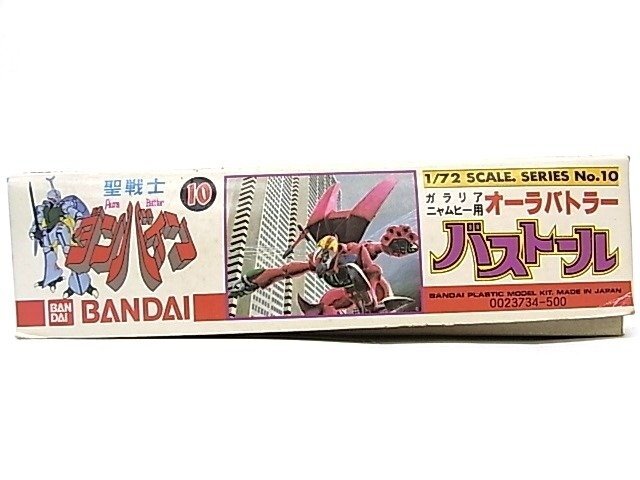 聖戦士
Aura Battler
ダンバイン
10
BAN
DAI
BANDAI
1/72 SCALE. SERIES No.10
ガラリア
ニャムヒー用
オーラバトラー
バストール
BANDAI PLASTIC MODEL KIT. MADE IN JAPAN
0023734-500